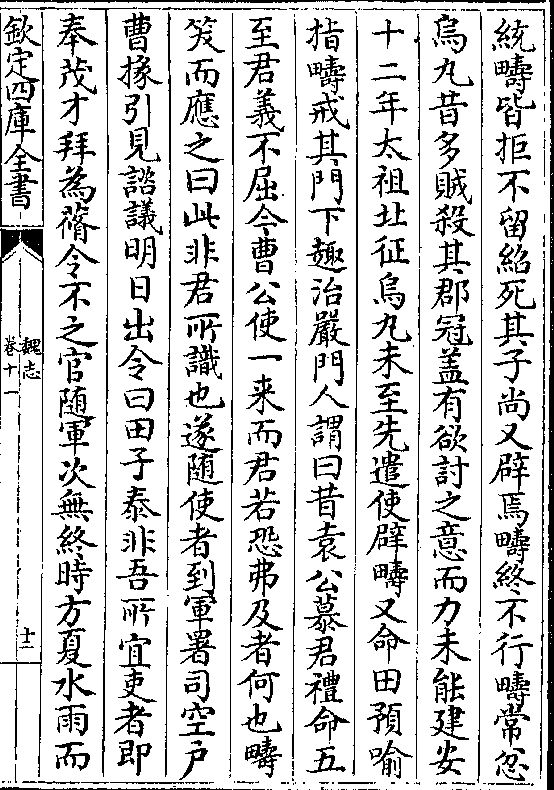 統疇皆拒不留紹死其子尚又辟焉疇終不行疇常忿
烏丸昔多賊殺其郡冠蓋有欲討之意而力未能建安
十二年太祖北征烏丸未至先遣使辟疇又命田預喻
指疇戒其門下趣治嚴門人謂曰昔袁公慕君禮命五
至君義不屈今曹公使一来而君若恐弗及者何也疇
笑而應之曰此非君所識也遂隨使者到軍署司空户
曹掾引見諮議明日出令曰田子泰非吾所宜吏者即
奉茂才拜為蓨令不之官隨軍次無終時方夏水雨而
欽定四庫全書
魏志
卷十一
十二